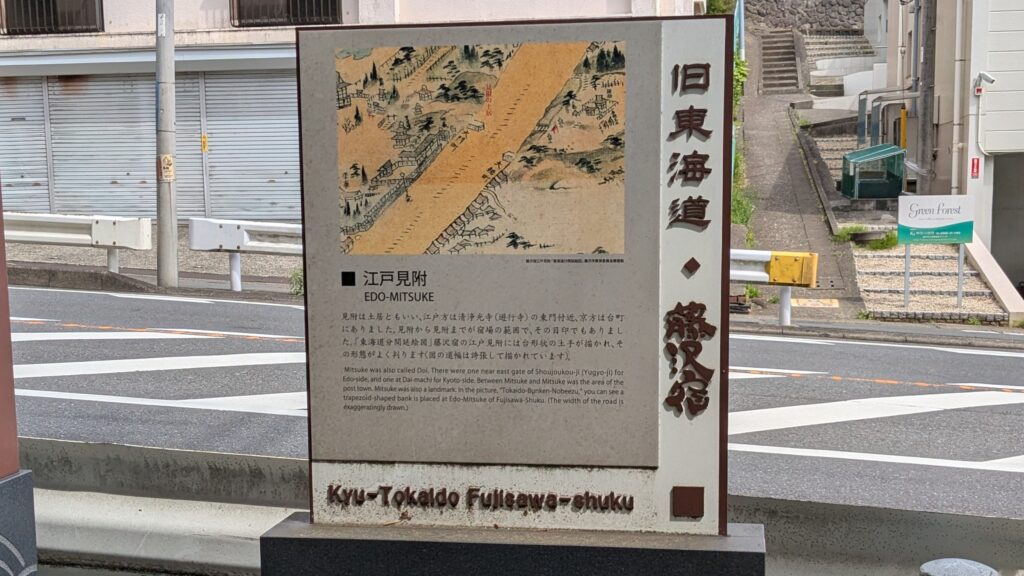 旧東海道◆藤沢宿
■ 江戸見附
EDO-MITSUKE
見附は土居ともいい、江戸方は清浄光寺(遊行寺)の東門付近、京方は台町
にありました。見附から見附までが宿場の範囲で、その目印でもありまし
た。「東海道分間延絵図」藤沢宿の江戸見附には台形状の土手が描かれ、そ
の形態がよく判ります(図の道幅は誇張して描かれています)。
Mitsuke was also called Doi. There were one near east gate of Shoujoukou-ji (Yugyo-ji) for
Edo-side, and one at Dai-machi for Kyoto-side. Between Mitsuke and Mitsuke was the area of the
post town. Mitsuke was also a landmark. In the picture, "Tokaido-Bunken-Nobeezu," you can see a
trapezoid-shaped bank is placed at Edo-Mitsuke of Fujisawa-Shuku. (The width of the road is
exaggeratingly drawn.)
Kyu-Tokaido Fujisawa-shuku
Green Forest